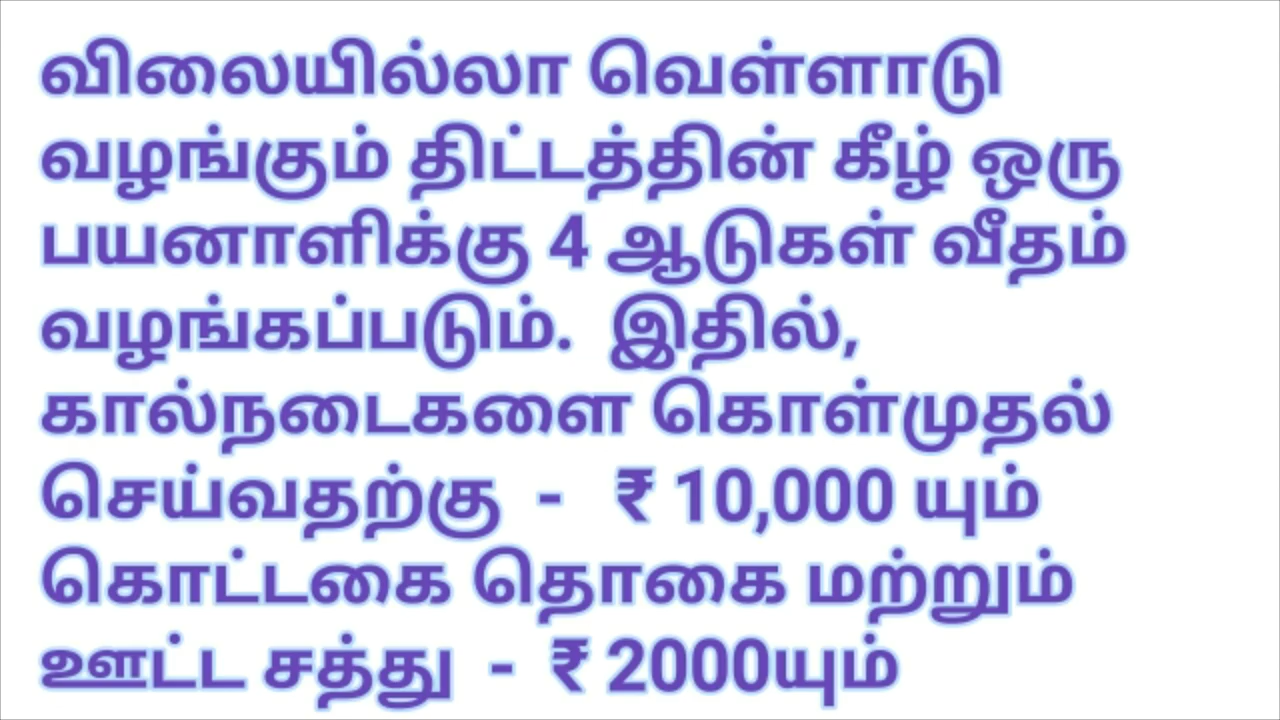 விலையில்லா வெள்ளாடு
வழங்கும் திட்டத்தின் கீழ் ஒரு
பயனாளிக்கு 4 ஆடுகள் வீதம்
வழங்கப்படும். இதில்,
கால்நடைகளை கொள்முதல்
செய்வதற்கு - ₹ 10,000 யும்
கொட்டகை தொகை மற்றும்
ஊட்ட சத்து - ₹ 2000யும்